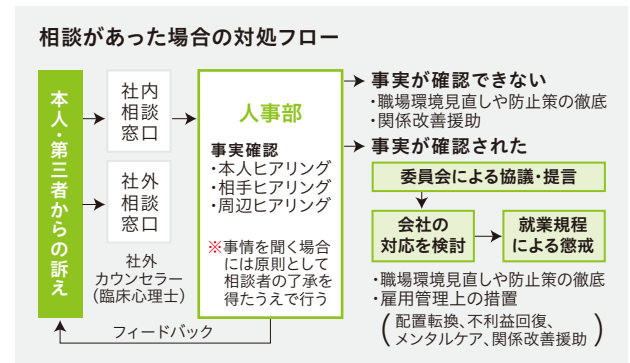 相談があった場合の対処フロー
本人・第三者からの訴え
社内
相談
窓口
社外
相談
窓口
社外
カウンセラー
(臨床心理士)
人事部
事実確認
・本人ヒアリング
・相手ヒアリング
・周辺ヒアリング
※事情を聞く場合
には原則として
相談者の了承を
得たうえで行う
フィードバック
事実が確認できない
・職場環境見直しや防止策の徹底
・関係改善援助
事実が確認された
委員会による協議・提言
会社の
対応を検討
就業規程
による懲戒
・職場環境見直しや防止策の徹底
・雇用管理上の措置
(配置転換、不利益回復、
メンタルケア、関係改善援助)